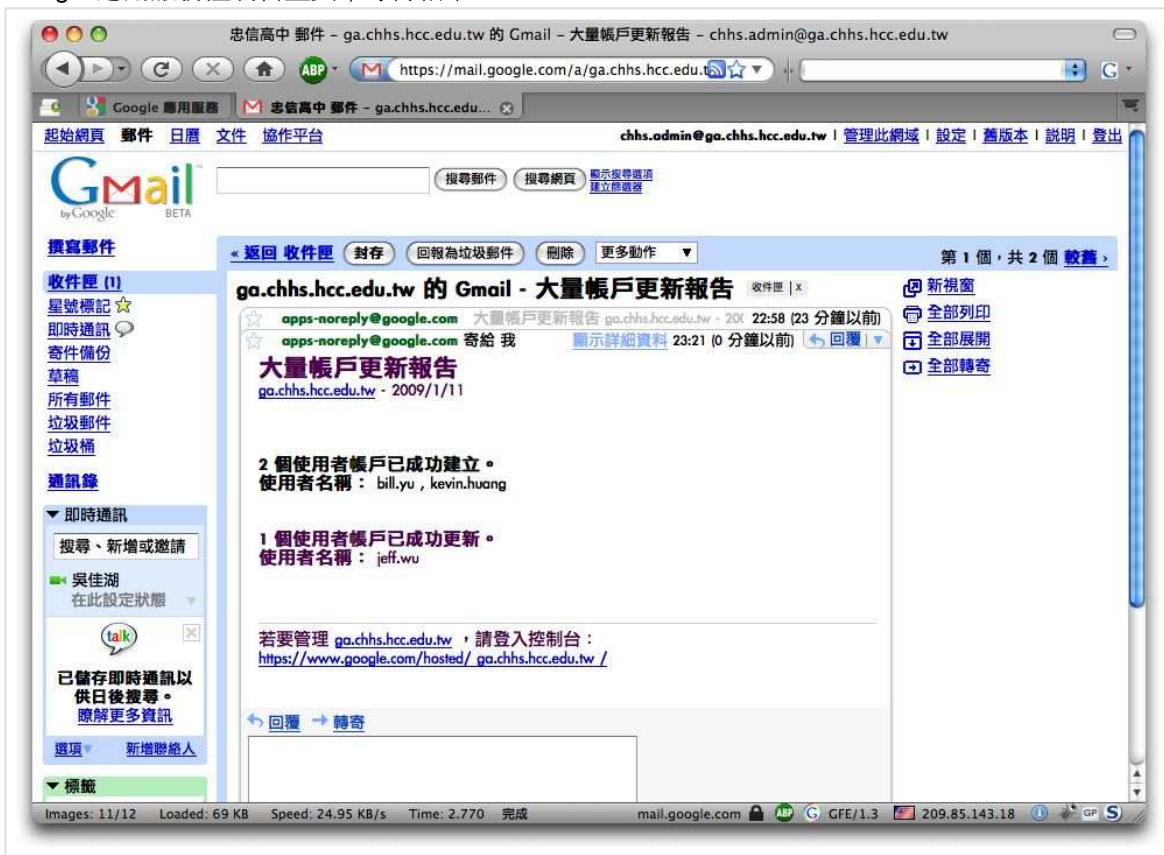 忠信高中 郵件 – ga.chhs.hcc.edu.tw 的 Gmail – 大量帳戶更新報告 – chhs.admin@ga.chhs.hcc.edu.tw
ABP https://mail.google.com/a/ga.chhs.hcc.edu.t G
Google 應用服務 忠信高中 郵件 – ga.chhs.hcc.edu...
起始網頁 郵件 日曆 文件 協作平台 chhs.admin@ga.chhs.hcc.edu.tw | 管理此網域 | 設定 | 舊版本 | 說明 | 登出
GMail by Google BETA
搜尋郵件 搜尋網頁 顯示搜尋選項
建立篩選器
撰寫郵件
« 返回 收件匣 封存 回報為垃圾郵件 刪除 更多動作 第 1 個，共 2 個 較舊 ›
收件匣 (1)
星號標記
即時通訊
寄件備份
草稿
所有郵件
垃圾郵件
垃圾桶
通訊錄
ga.chhs.hcc.edu.tw 的 Gmail - 大量帳戶更新報告 收件匣 | x
apps-noreply@google.com 大量帳戶更新報告 ga.chhs.hcc.edu.tw - 200 22:58 (23 分鐘以前)
apps-noreply@google.com 寄給 我 顯示詳細資料 23:21 (0 分鐘以前) 回覆
大量帳戶更新報告
ga.chhs.hcc.edu.tw - 2009/1/11
2 個使用者帳戶已成功建立。
使用者名稱： bill.yu , kevin.huang
1 個使用者帳戶已成功更新。
使用者名稱： jeff.wu
若要管理 ga.chhs.hcc.edu.tw ，請登入控制台：
https://www.google.com/hosted/ ga.chhs.hcc.edu.tw /
回覆 轉寄
新視窗
全部列印
全部展開
全部轉寄
即時通訊
搜尋、新增或邀請
吳佳湖
在此設定狀態
talk
已儲存即時通訊以
供日後搜尋。
瞭解更多資訊
選項 新增聯絡人
標籤
Images: 11/12 Loaded: 69 KB Speed: 24.95 KB/s Time: 2.770 完成 mail.google.com ABP G GFE/1.3 209.85.143.18 GP S